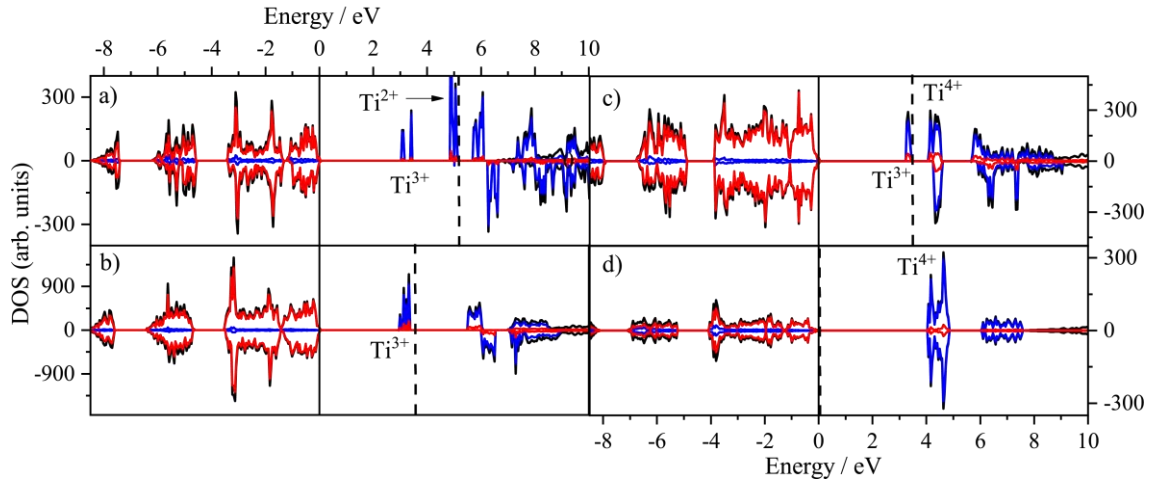 Energy / eV
-8 -6 -4 -2 0 2 4 6 8 10
DOS (arb. units)
300
0
-300
a)
Ti²⁺
Ti³⁺
c)
Ti⁴⁺
Ti³⁺
300
0
-300
900
0
-900
b)
Ti³⁺
d)
Ti⁴⁺
300
0
-300
-8 -6 -4 -2 0 2 4 6 8 10
Energy / eV